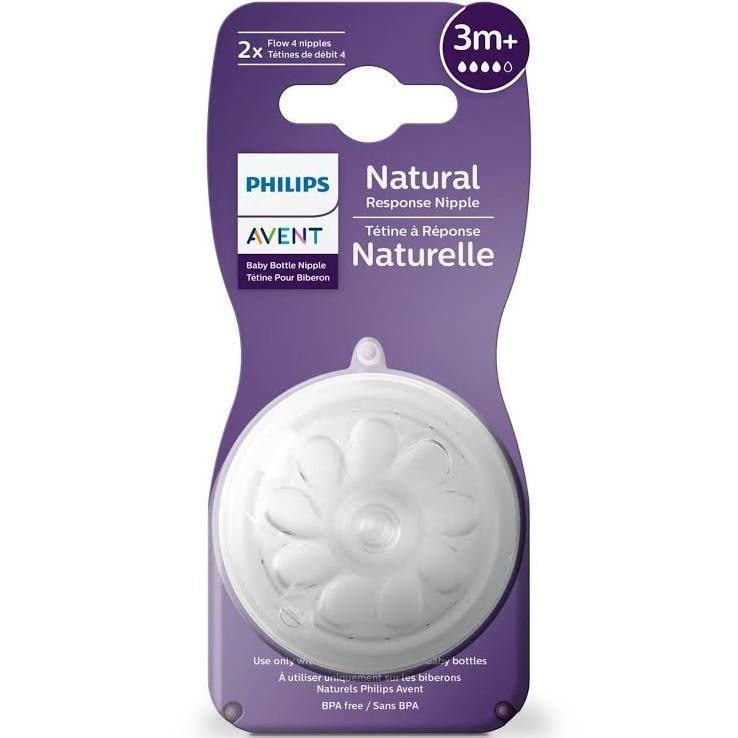 2x Flow 4 nipples
Tétines de débit 4
3m+
PHILIPS
AVENT
Baby Bottle Nipple
Tétine Pour Biberon
Natural
Response Nipple
Tétine à Réponse
Naturelle
Use only baby bottles
À utiliser uniquement sur les biberons
Naturels Philips Avent
BPA free / Sans BPA